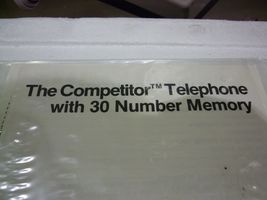 The Competitor™ Telephone
with 30 Number Memory